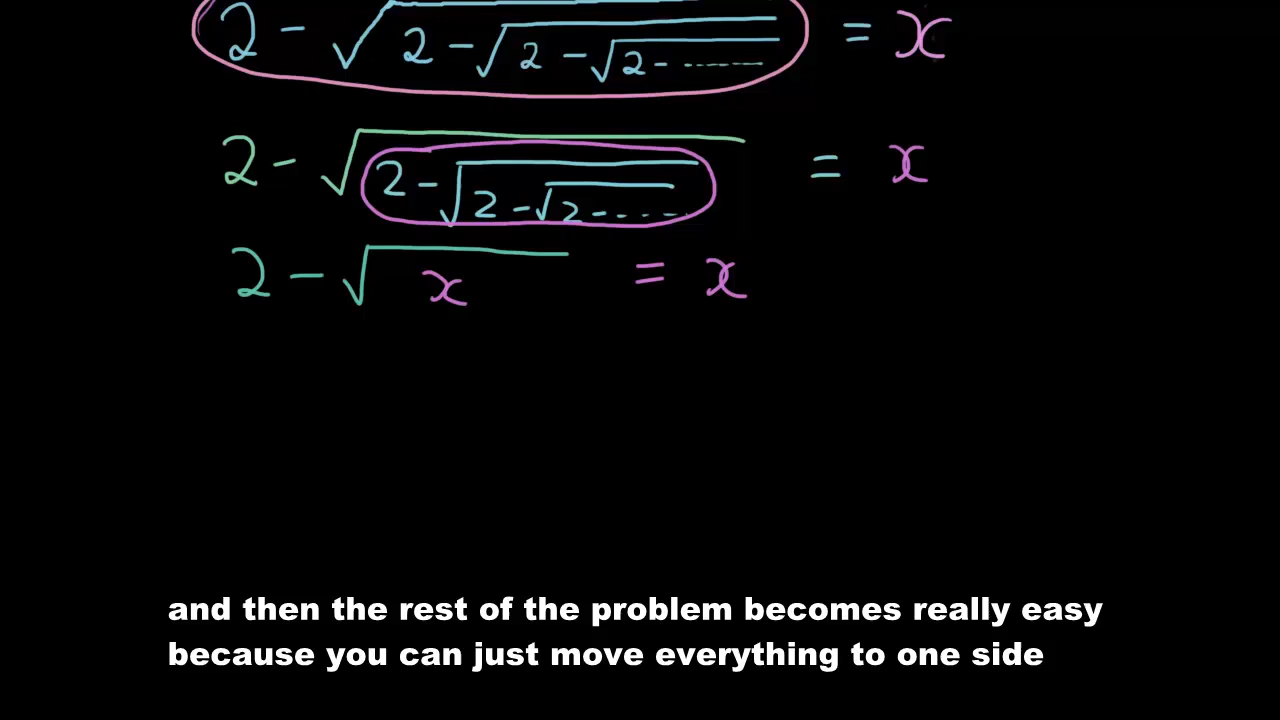 2 - √(2 - √(2 - √(2 - ........ = x
2 - √(2 - √(2 - √(2 - ..... = x
2 - √x = x
and then the rest of the problem becomes really easy
because you can just move everything to one side